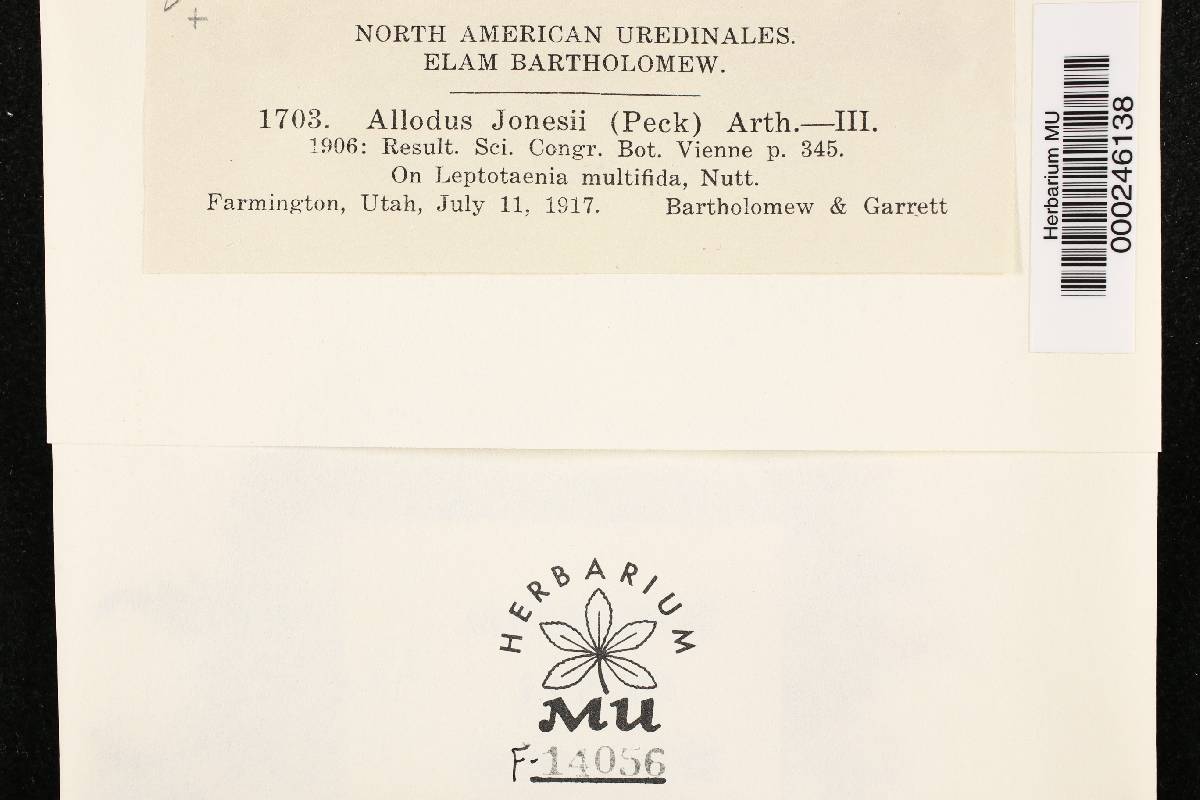 NORTH AMERICAN UREDINALES.
ELAM BARTHOLOMEW.
1703. Allodus Jonesii (Peck) Arth.—III.
1906: Result. Sci. Congr. Bot. Vienne p. 345.
On Leptotaenia multifida, Nutt.
Farmington, Utah, July 11, 1917. Bartholomew & Garrett
Herbarium MU
000246138
HERBARIUM
MU
F-14056